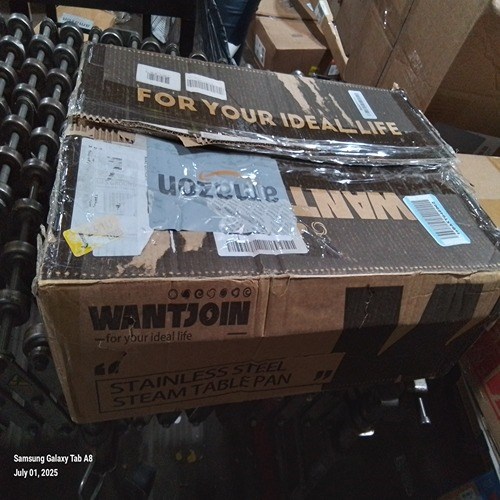 FOR YOUR IDEAL LIFE
amazon
WANT
WANTJOIN
for your ideal life
“
STAINLESS STEEL
STEAM TABLE PAN
”
Samsung Galaxy Tab A8
July 01, 2025